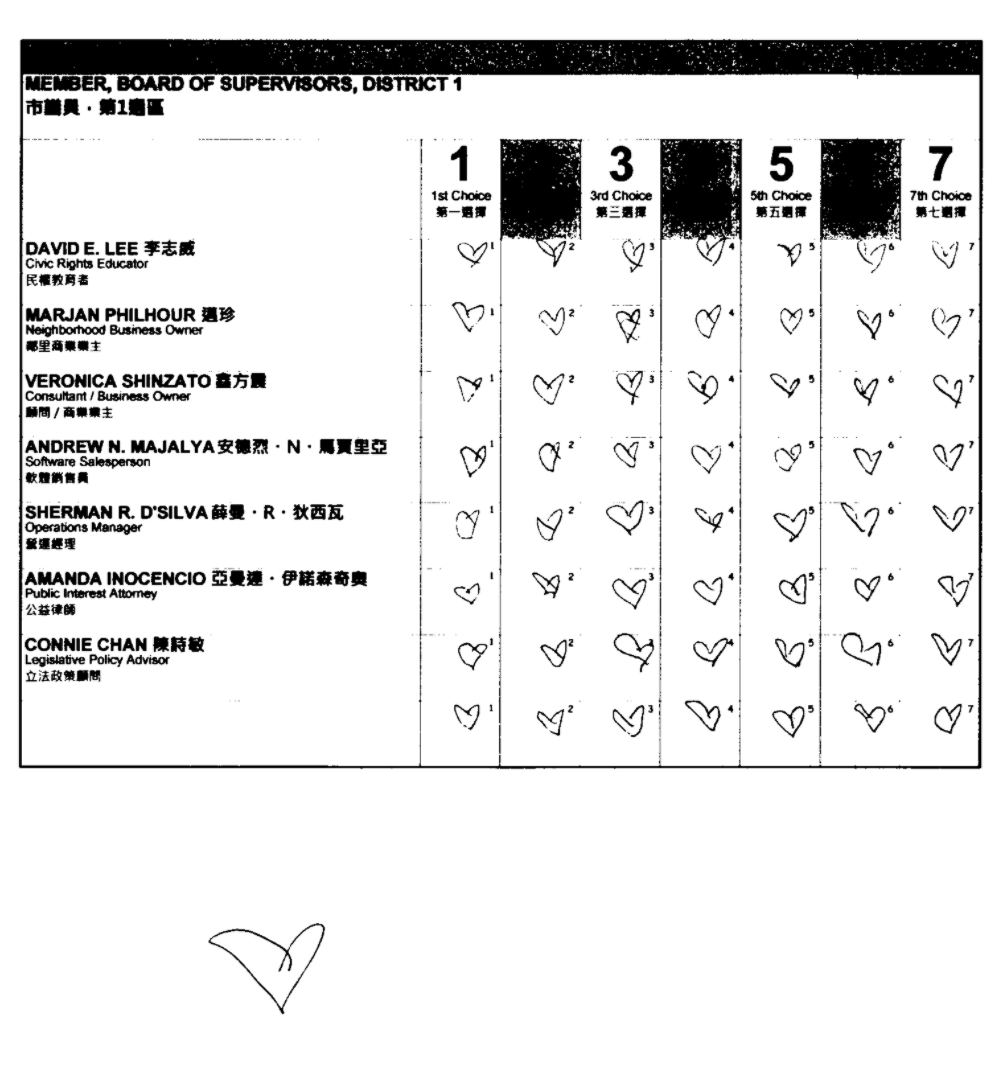 MEMBER, BOARD OF SUPERVISORS, DISTRICT 1
市議員，第1選區
1 3 5 7
1st Choice 3rd Choice 5th Choice 7th Choice
第一選擇 第三選擇 第五選擇 第七選擇
DAVID E. LEE 李志威 1 2 3 4 5 6 7
Civic Rights Educator
民權教育者
MARJAN PHILHOUR 遇珍 1 2 3 4 5 6 7
Neighborhood Business Owner
鄰里商業業主
VERONICA SHINZATO 鑫方震 1 2 3 4 5 6 7
Consultant / Business Owner
顧問 / 商業業主
ANDREW N. MAJALYA 安德烈 · N · 馬賈里亞 1 2 3 4 5 6 7
Software Salesperson
軟體銷售員
SHERMAN R. D'SILVA 薛曼 · R · 狄西瓦 1 2 3 4 5 6 7
Operations Manager
營運經理
AMANDA INOCENCIO 亞曼達 · 伊諾森奇奧 1 2 3 4 5 6 7
Public Interest Attorney
公益律師
CONNIE CHAN 陳詩敏 1 2 3 4 5 6 7
Legislative Policy Advisor
立法政策顧問
1 2 3 4 5 6 7